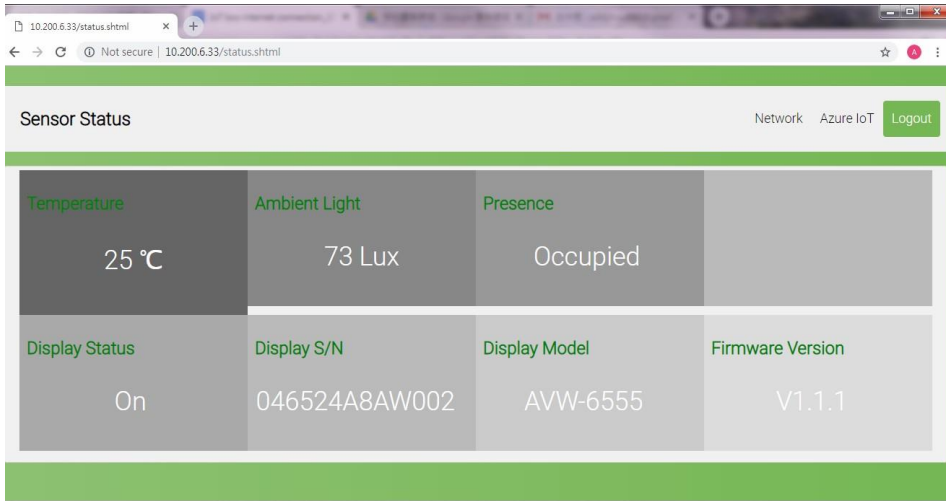 10.200.6.33/status.shtml
Not secure | 10.200.6.33/status.shtml
A
Sensor Status
Network Azure IoT Logout
Temperature Ambient Light Presence
25 ℃ 73 Lux Occupied
Display Status Display S/N Display Model Firmware Version
On 046524A8AW002 AVW-6555 V1.1.1